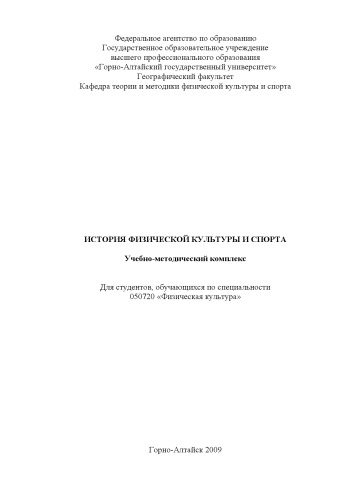 Федеральное агентство по образованию
Государственное образовательное учреждение
высшего профессионального образования
«Горно-Алтайский государственный университет»
Географический факультет
Кафедра теории и методики физической культуры и спорта
ИСТОРИЯ ФИЗИЧЕСКОЙ КУЛЬТУРЫ И СПОРТА
Учебно-методический комплекс
Для студентов, обучающихся по специальности
050720 «Физическая культура»
Горно-Алтайск 2009